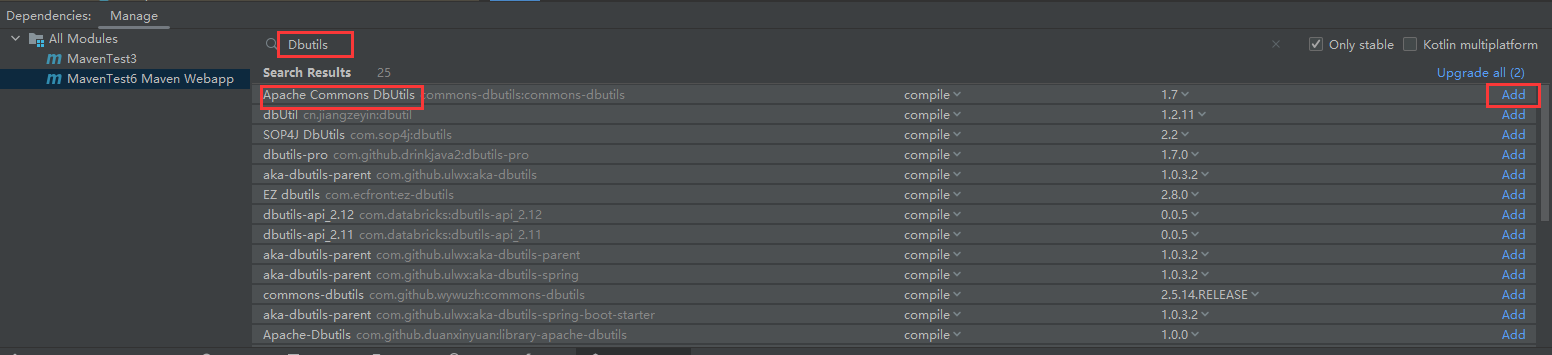 Dependencies: Manage
All Modules
MavenTest3
MavenTest6 Maven Webapp
Dbutils
Only stable Kotlin multiplatform
Search Results 25 Upgrade all (2)
Apache Commons DbUtils commons-dbutils:commons-dbutils compile 1.7 Add
dbUtil cn.jiangzeyin:dbutil compile 1.2.11 Add
SOP4J DbUtils com.sop4j:dbutils compile 2.2 Add
dbutils-pro com.github.drinkjava2:dbutils-pro compile 1.7.0 Add
aka-dbutils-parent com.github.ulwx:aka-dbutils compile 1.0.3.2 Add
EZ dbutils com.ecfront:ez-dbutils compile 2.8.0 Add
dbutils-api_2.12 com.databricks:dbutils-api_2.12 compile 0.0.5 Add
dbutils-api_2.11 com.databricks:dbutils-api_2.11 compile 0.0.5 Add
aka-dbutils-parent com.github.ulwx:aka-dbutils-parent compile 1.0.3.2 Add
aka-dbutils-parent com.github.ulwx:aka-dbutils-spring compile 1.0.3.2 Add
commons-dbutils com.github.wywuzh:commons-dbutils compile 2.5.14.RELEASE Add
aka-dbutils-parent com.github.ulwx:aka-dbutils-spring-boot-starter compile 1.0.3.2 Add
Apache-Dbutils com.github.duanxinyuan:library-apache-dbutils compile 1.0.0 Add